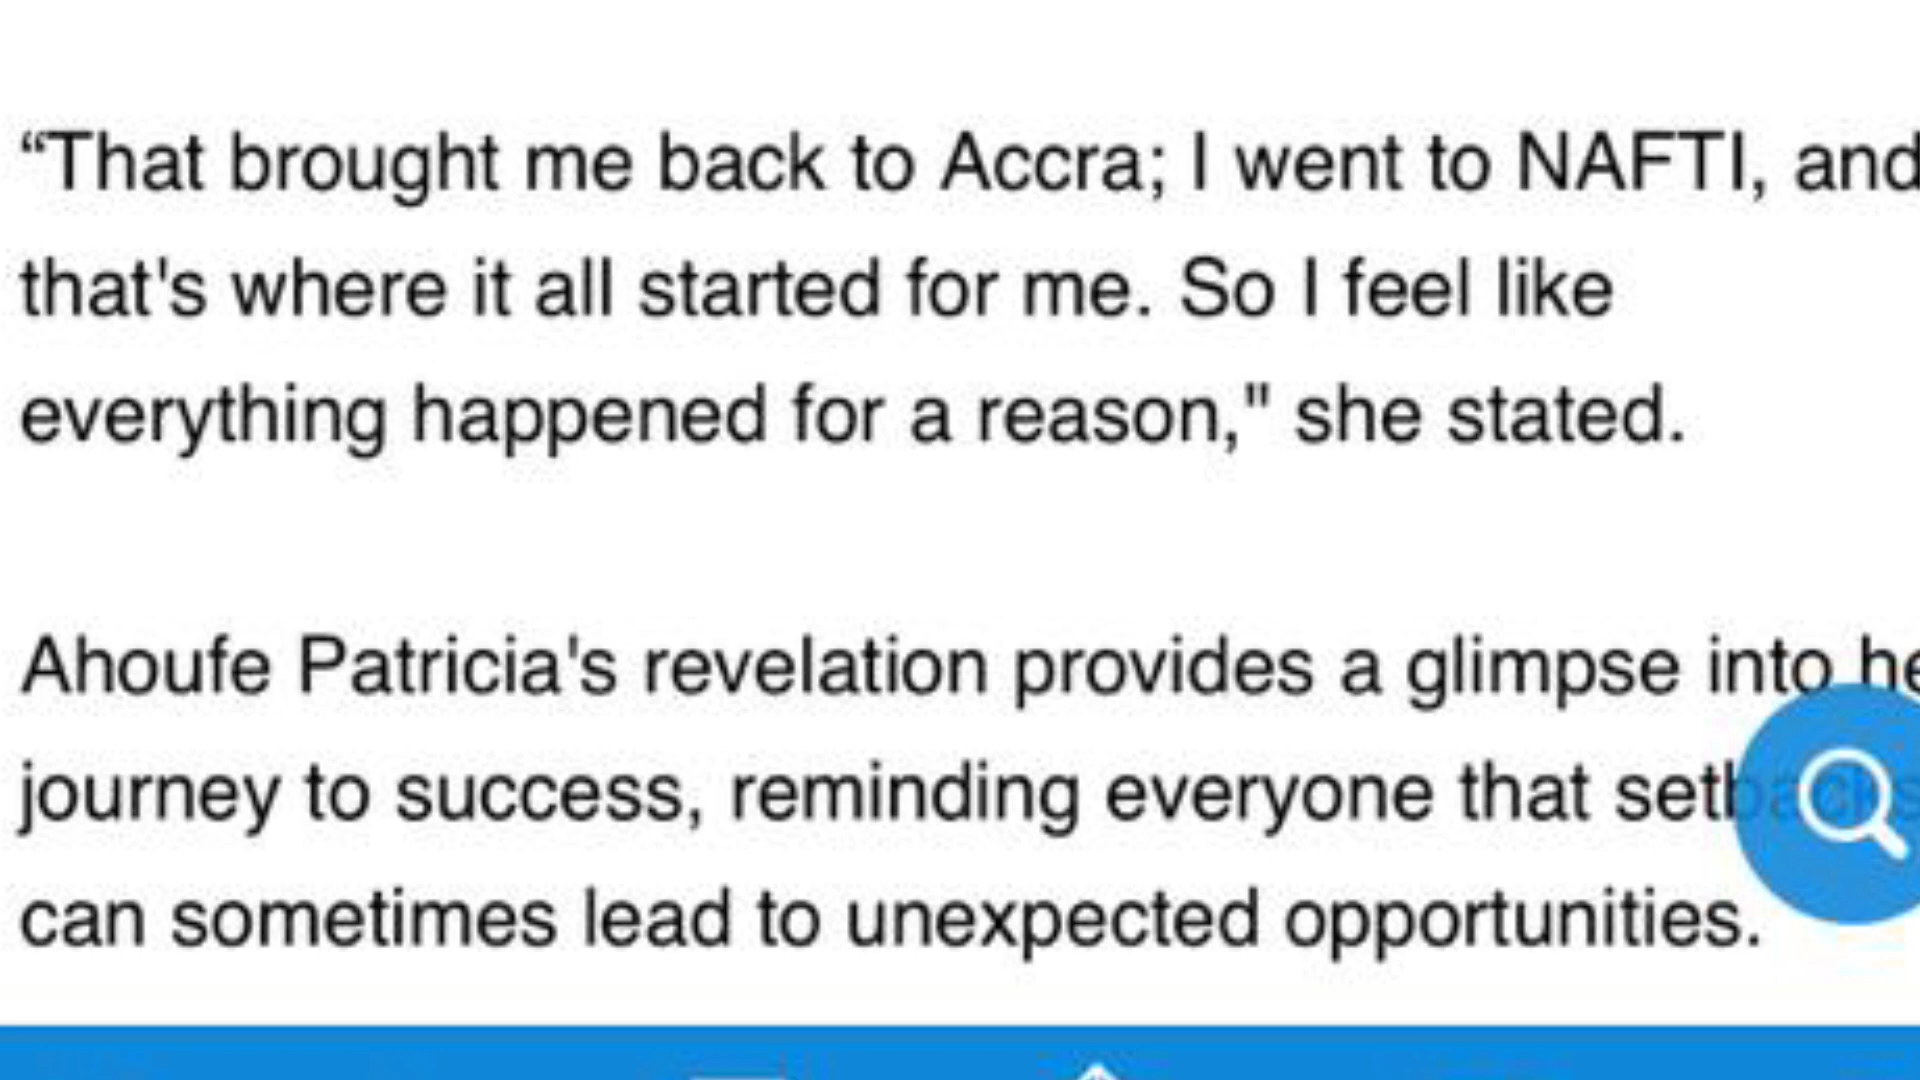 “That brought me back to Accra; I went to NAFTI, and
that's where it all started for me. So I feel like
everything happened for a reason," she stated.
Ahoufe Patricia's revelation provides a glimpse into he
journey to success, reminding everyone that setbacks
can sometimes lead to unexpected opportunities.